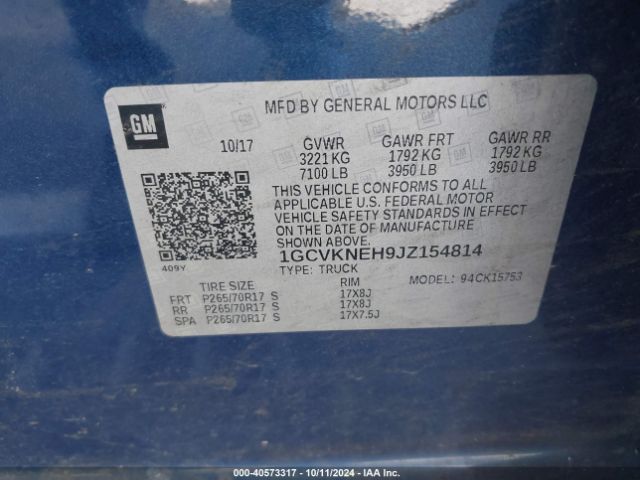 GM
MFD BY GENERAL MOTORS LLC
10/17 GVWR GAWR FRT GAWR RR
3221 KG 1792 KG 1792 KG
7100 LB 3950 LB 3950 LB
THIS VEHICLE CONFORMS TO ALL
APPLICABLE U.S. FEDERAL MOTOR
VEHICLE SAFETY STANDARDS IN EFFECT
ON THE DATE OF MANUFACTURE
SHOWN ABOVE.
409Y
1GCVKNEH9JZ154814
TYPE: TRUCK MODEL: 94CK15753
TIRE SIZE RIM
FRT P265/70R17 S 17X8J
RR P265/70R17 S 17X8J
SPA P265/70R17 S 17X7.5J
000-40573317 - 10/11/2024 - IAA Inc.